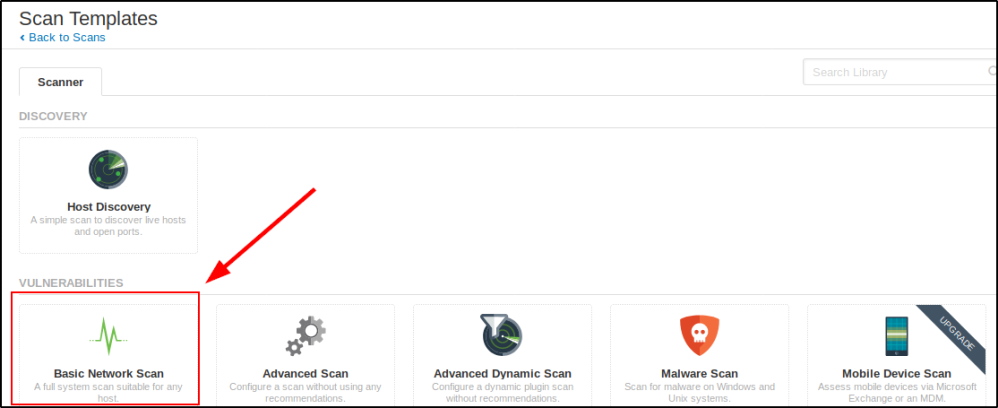 Scan Templates
‹ Back to Scans
Scanner
Search Library
DISCOVERY
Host Discovery
A simple scan to discover live hosts
and open ports.
VULNERABILITIES
Basic Network Scan
A full system scan suitable for any
host.
Advanced Scan
Configure a scan without using any
recommendations.
Advanced Dynamic Scan
Configure a dynamic plugin scan
without recommendations.
Malware Scan
Scan for malware on Windows and
Unix systems.
UPGRADE
Mobile Device Scan
Assess mobile devices via Microsoft
Exchange or an MDM.